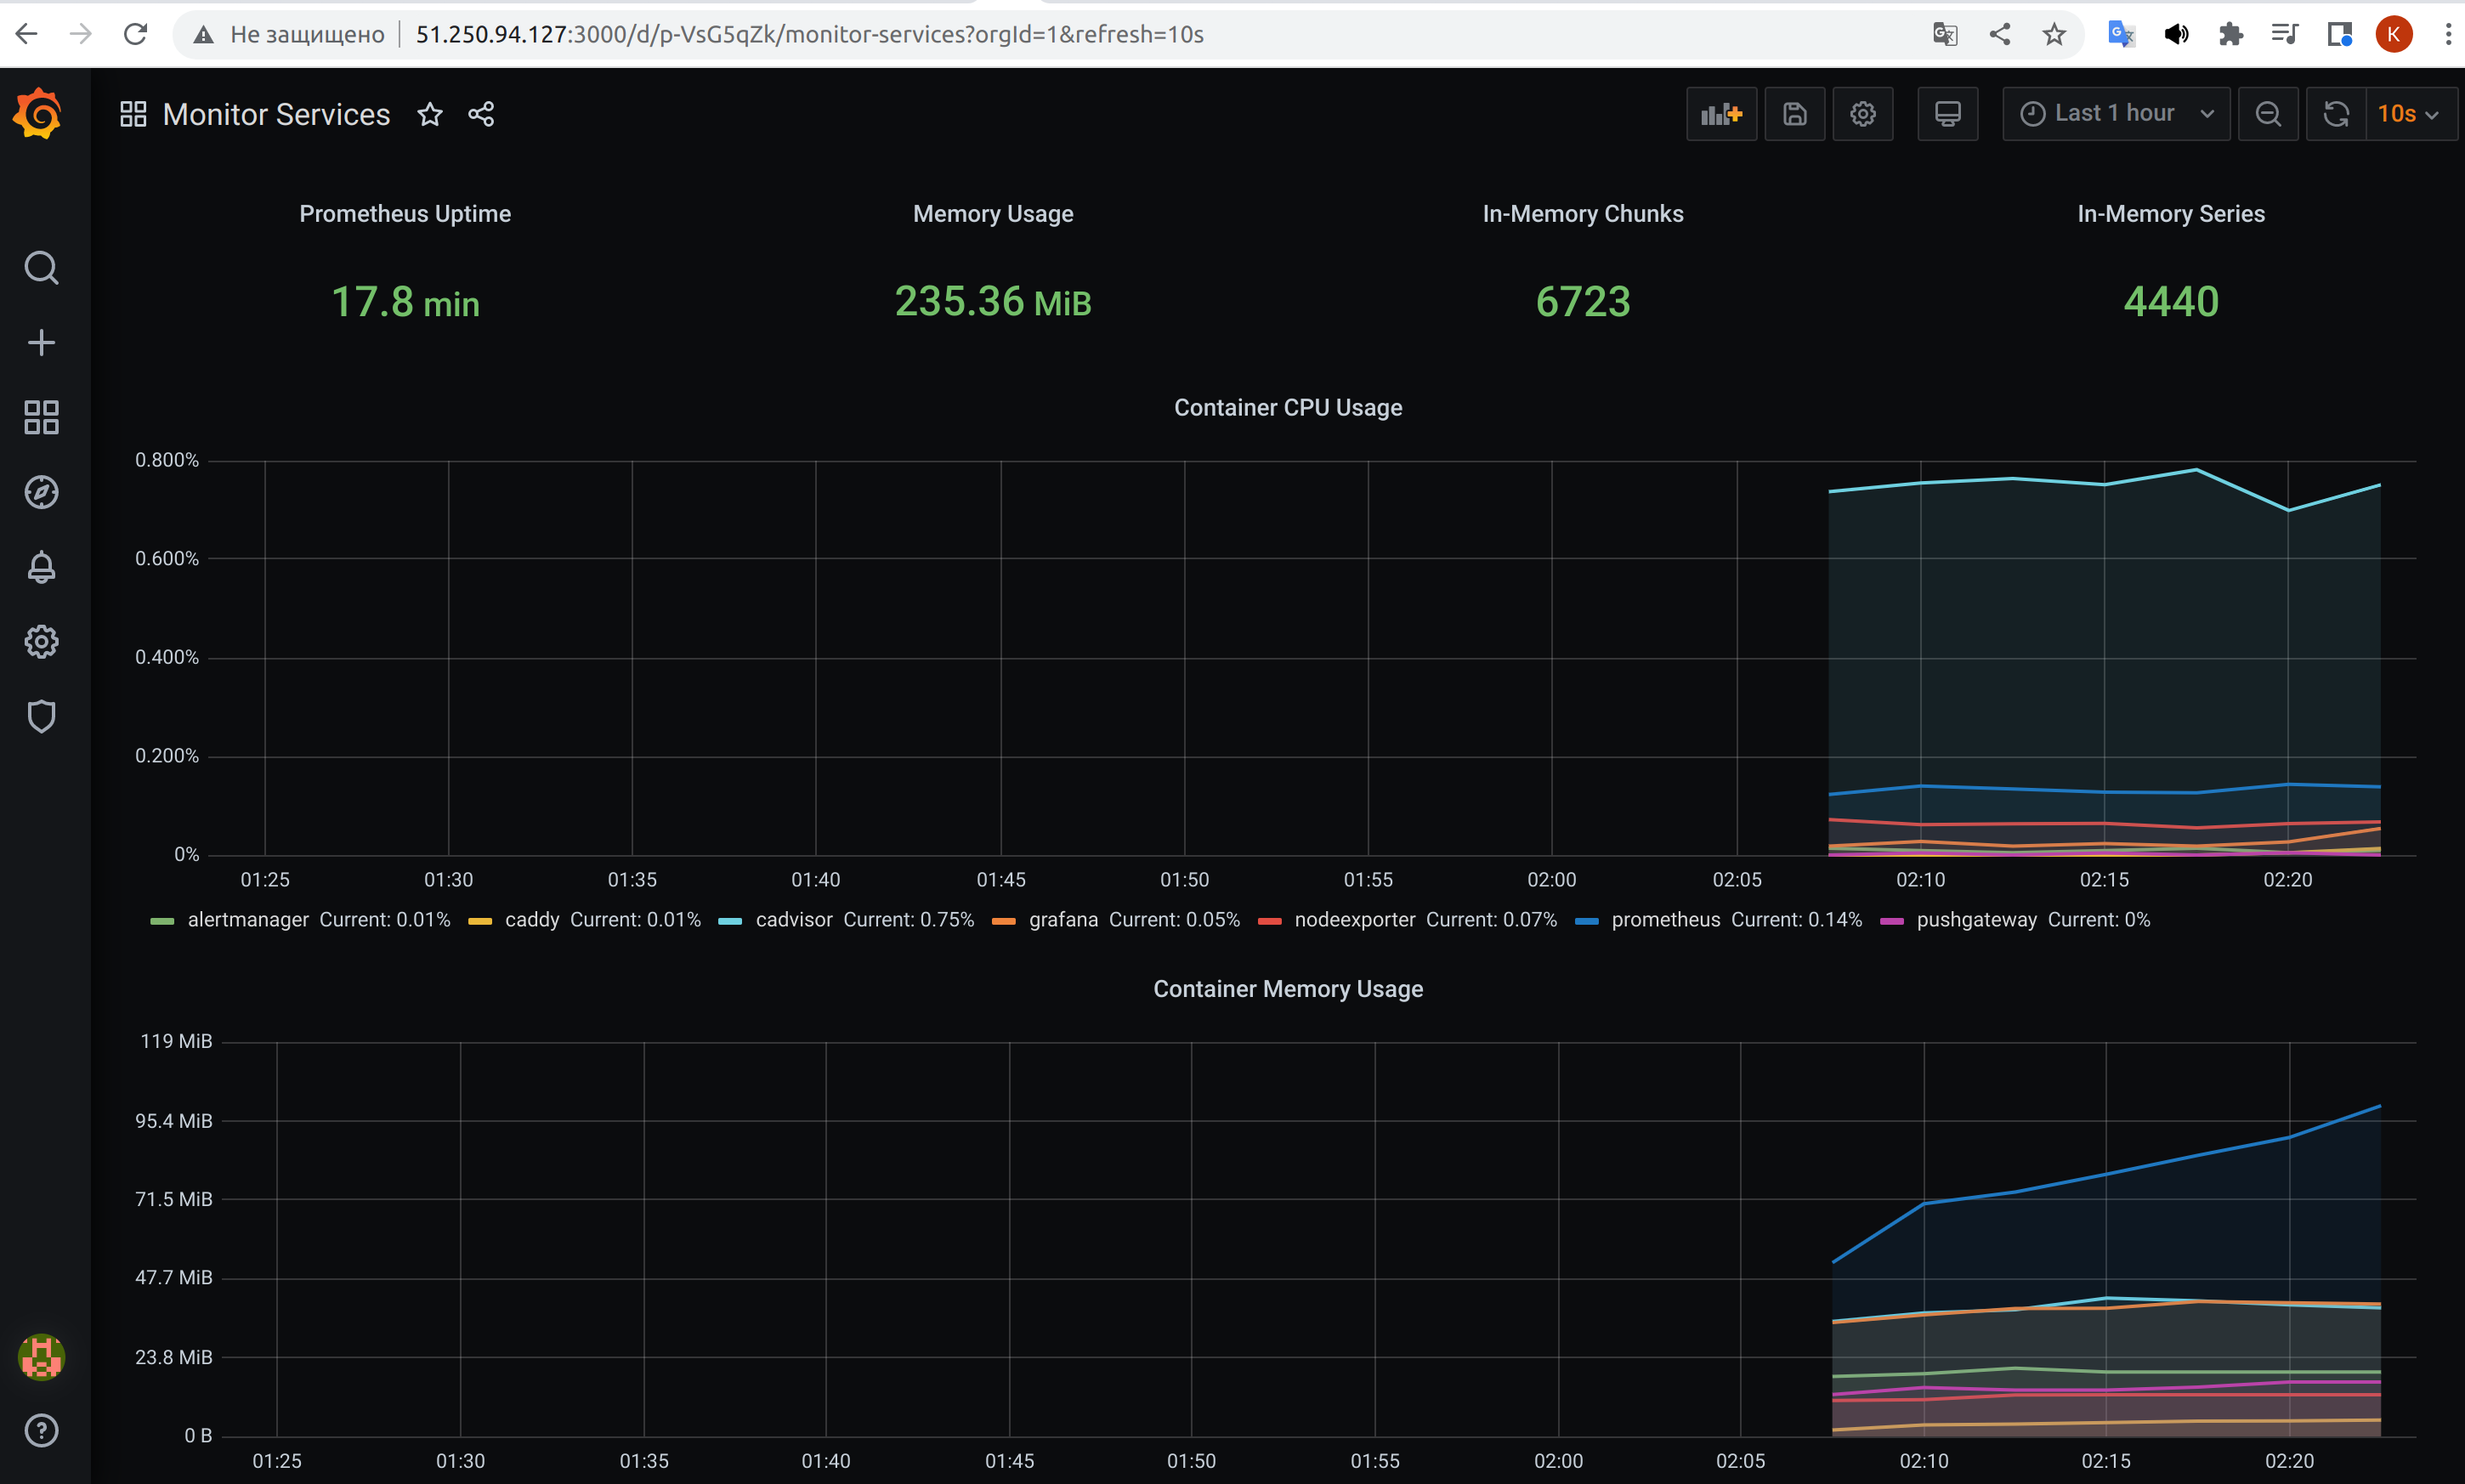 Не защищено 51.250.94.127:3000/d/p-VsG5qZk/monitor-services?orgId=1&refresh=10s K
Monitor Services Last 1 hour 10s
Prometheus Uptime Memory Usage In-Memory Chunks In-Memory Series
17.8 min 235.36 MiB 6723 4440
Container CPU Usage
0.800%
0.600%
0.400%
0.200%
0%
01:25 01:30 01:35 01:40 01:45 01:50 01:55 02:00 02:05 02:10 02:15 02:20
alertmanager Current: 0.01% caddy Current: 0.01% cadvisor Current: 0.75% grafana Current: 0.05% nodeexporter Current: 0.07% prometheus Current: 0.14% pushgateway Current: 0%
Container Memory Usage
119 MiB
95.4 MiB
71.5 MiB
47.7 MiB
23.8 MiB
0 B
01:25 01:30 01:35 01:40 01:45 01:50 01:55 02:00 02:05 02:10 02:15 02:20